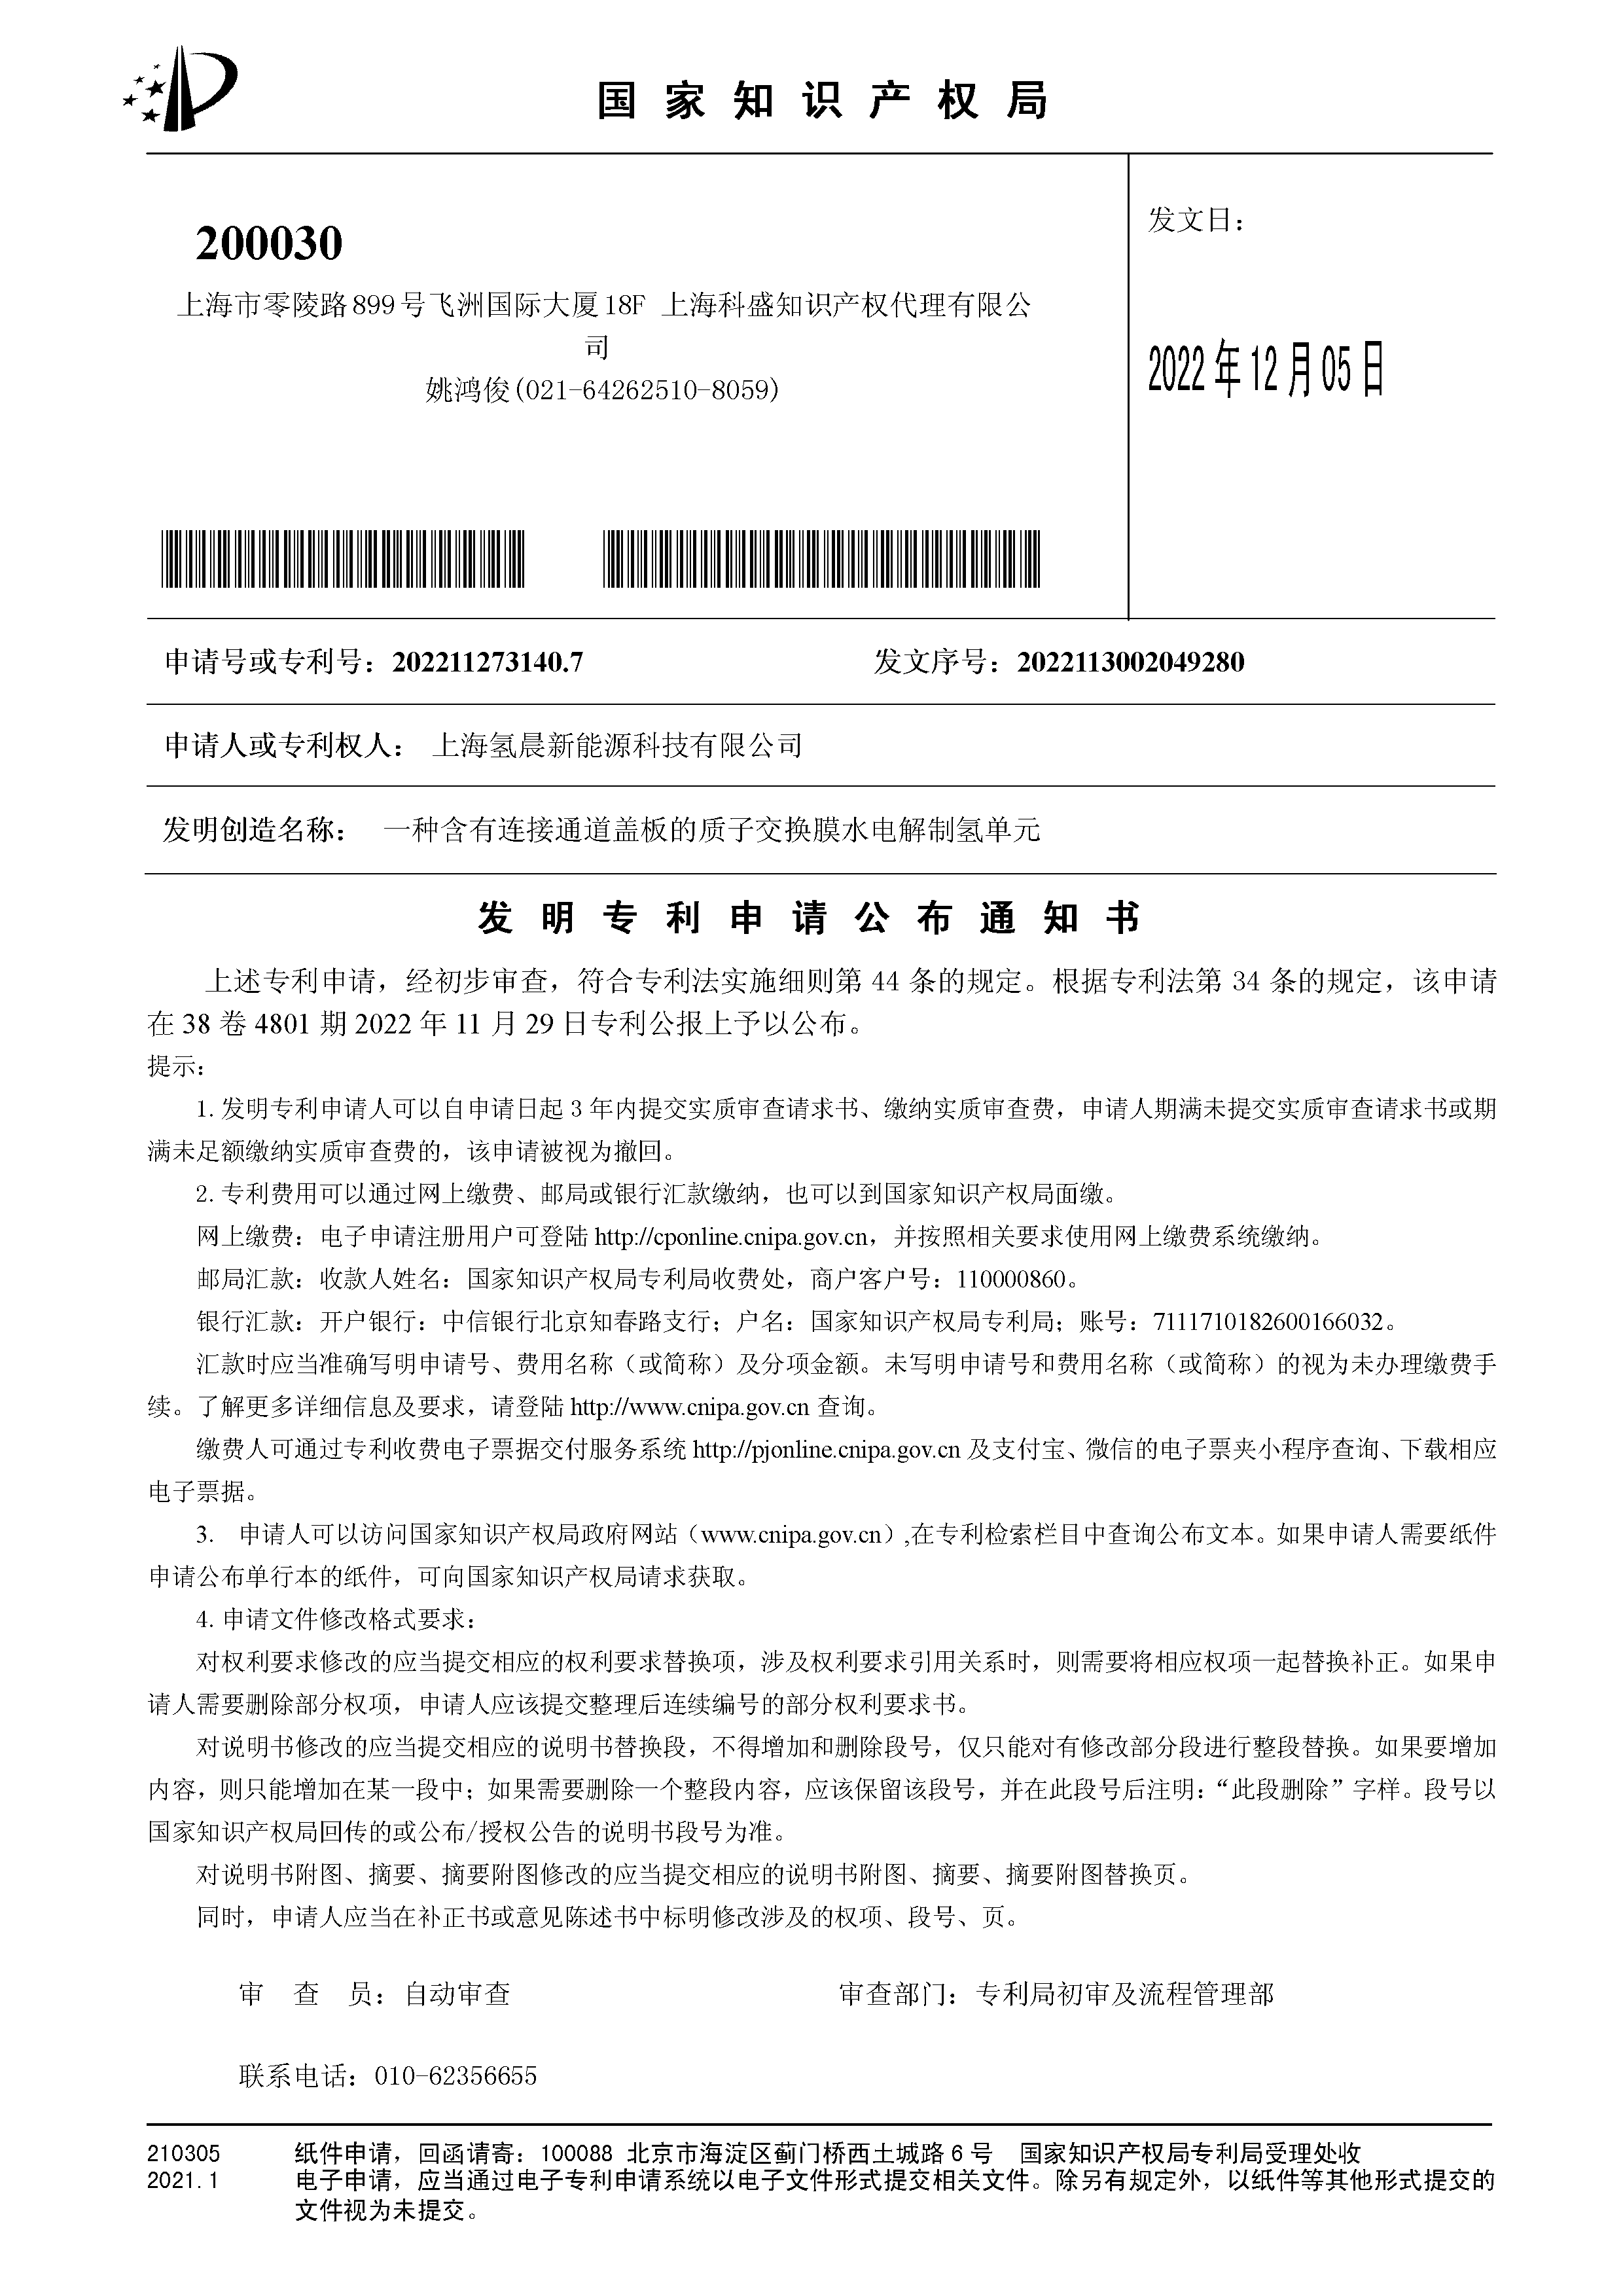 国家知识产权局
200030
上海市零陵路899号飞洲国际大厦18F 上海科盛知识产权代理有限公
司
姚鸿俊(021-64262510-8059)
发文日：
2022年12月05日
申请号或专利号：202211273140.7
发文序号：2022113002049280
申请人或专利权人： 上海氢晨新能源科技有限公司
发明创造名称： 一种含有连接通道盖板的质子交换膜水电解制氢单元
发明专利申请公布通知书
上述专利申请，经初步审查，符合专利法实施细则第 44 条的规定。根据专利法第 34 条的规定，该申请
在 38 卷 4801 期 2022 年 11 月 29 日专利公报上予以公布。
提示：
1. 发明专利申请人可以自申请日起 3 年内提交实质审查请求书、缴纳实质审查费，申请人期满未提交实质审查请求书或期
满未足额缴纳实质审查费的，该申请被视为撤回。
2. 专利费用可以通过网上缴费、邮局或银行汇款缴纳，也可以到国家知识产权局面缴。
网上缴费：电子申请注册用户可登陆 http://cponline.cnipa.gov.cn，并按照相关要求使用网上缴费系统缴纳。
邮局汇款：收款人姓名：国家知识产权局专利局收费处，商户客户号：110000860。
银行汇款：开户银行：中信银行北京知春路支行；户名：国家知识产权局专利局；账号：7111710182600166032。
汇款时应当准确写明申请号、费用名称（或简称）及分项金额。未写明申请号和费用名称（或简称）的视为未办理缴费手
续。了解更多详细信息及要求，请登陆 http://www.cnipa.gov.cn 查询。
缴费人可通过专利收费电子票据交付服务系统 http://pjonline.cnipa.gov.cn 及支付宝、微信的电子票夹小程序查询、下载相应
电子票据。
3. 申请人可以访问国家知识产权局政府网站（www.cnipa.gov.cn）,在专利检索栏目中查询公布文本。如果申请人需要纸件
申请公布单行本的纸件，可向国家知识产权局请求获取。
4. 申请文件修改格式要求：
对权利要求修改的应当提交相应的权利要求替换项，涉及权利要求引用关系时，则需要将相应权项一起替换补正。如果申
请人需要删除部分权项，申请人应该提交整理后连续编号的部分权利要求书。
对说明书修改的应当提交相应的说明书替换段，不得增加和删除段号，仅只能对有修改部分段进行整段替换。如果要增加
内容，则只能增加在某一段中；如果需要删除一个整段内容，应该保留该段号，并在此段号后注明：“此段删除”字样。段号以
国家知识产权局回传的或公布/授权公告的说明书段号为准。
对说明书附图、摘要、摘要附图修改的应当提交相应的说明书附图、摘要、摘要附图替换页。
同时，申请人应当在补正书或意见陈述书中标明修改涉及的权项、段号、页。
审 查 员：自动审查
审查部门：专利局初审及流程管理部
联系电话：010-62356655
210305 纸件申请，回函请寄：100088 北京市海淀区蓟门桥西土城路 6 号 国家知识产权局专利局受理处收
2021.1 电子申请，应当通过电子专利申请系统以电子文件形式提交相关文件。除另有规定外，以纸件等其他形式提交的
文件视为未提交。